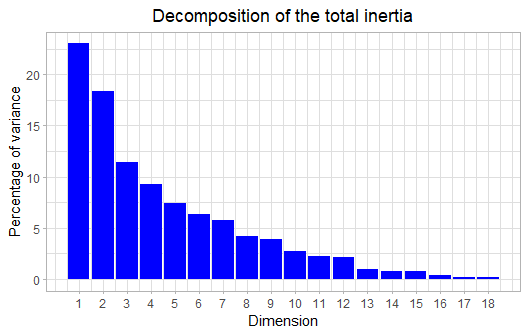 Decomposition of the total inertia
Percentage of variance
20
15
10
5
0
1 2 3 4 5 6 7 8 9 10 11 12 13 14 15 16 17 18
Dimension